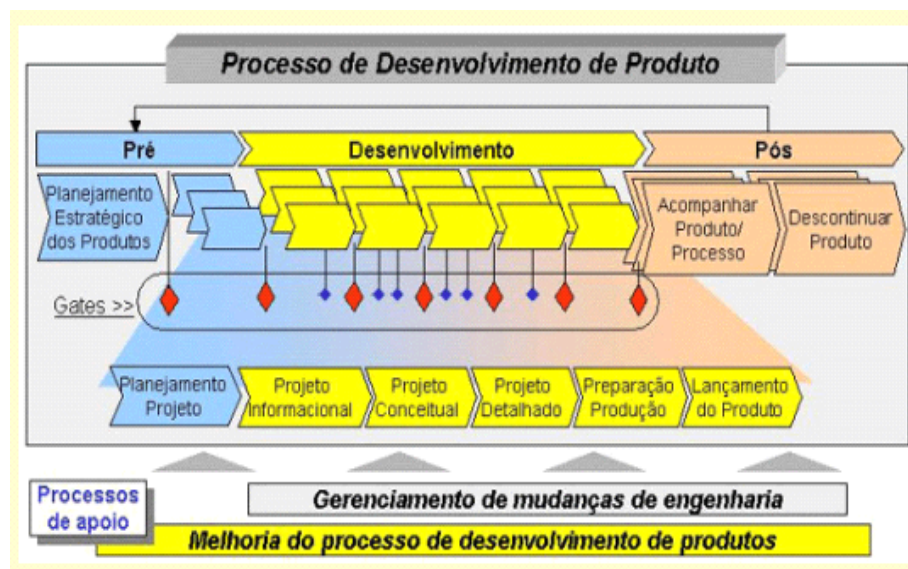 Processo de Desenvolvimento de Produto
Pré
Desenvolvimento
Pós
Planejamento
Estratégico
dos Produtos
Acompanhar
Produto/
Processo
Descontinuar
Produto
Gates >>
Planejamento
Projeto
Projeto
Informacional
Projeto
Conceitual
Projeto
Detalhado
Preparação
Produção
Lançamento
do Produto
Processos
de apoio
Gerenciamento de mudanças de engenharia
Melhoria do processo de desenvolvimento de produtos